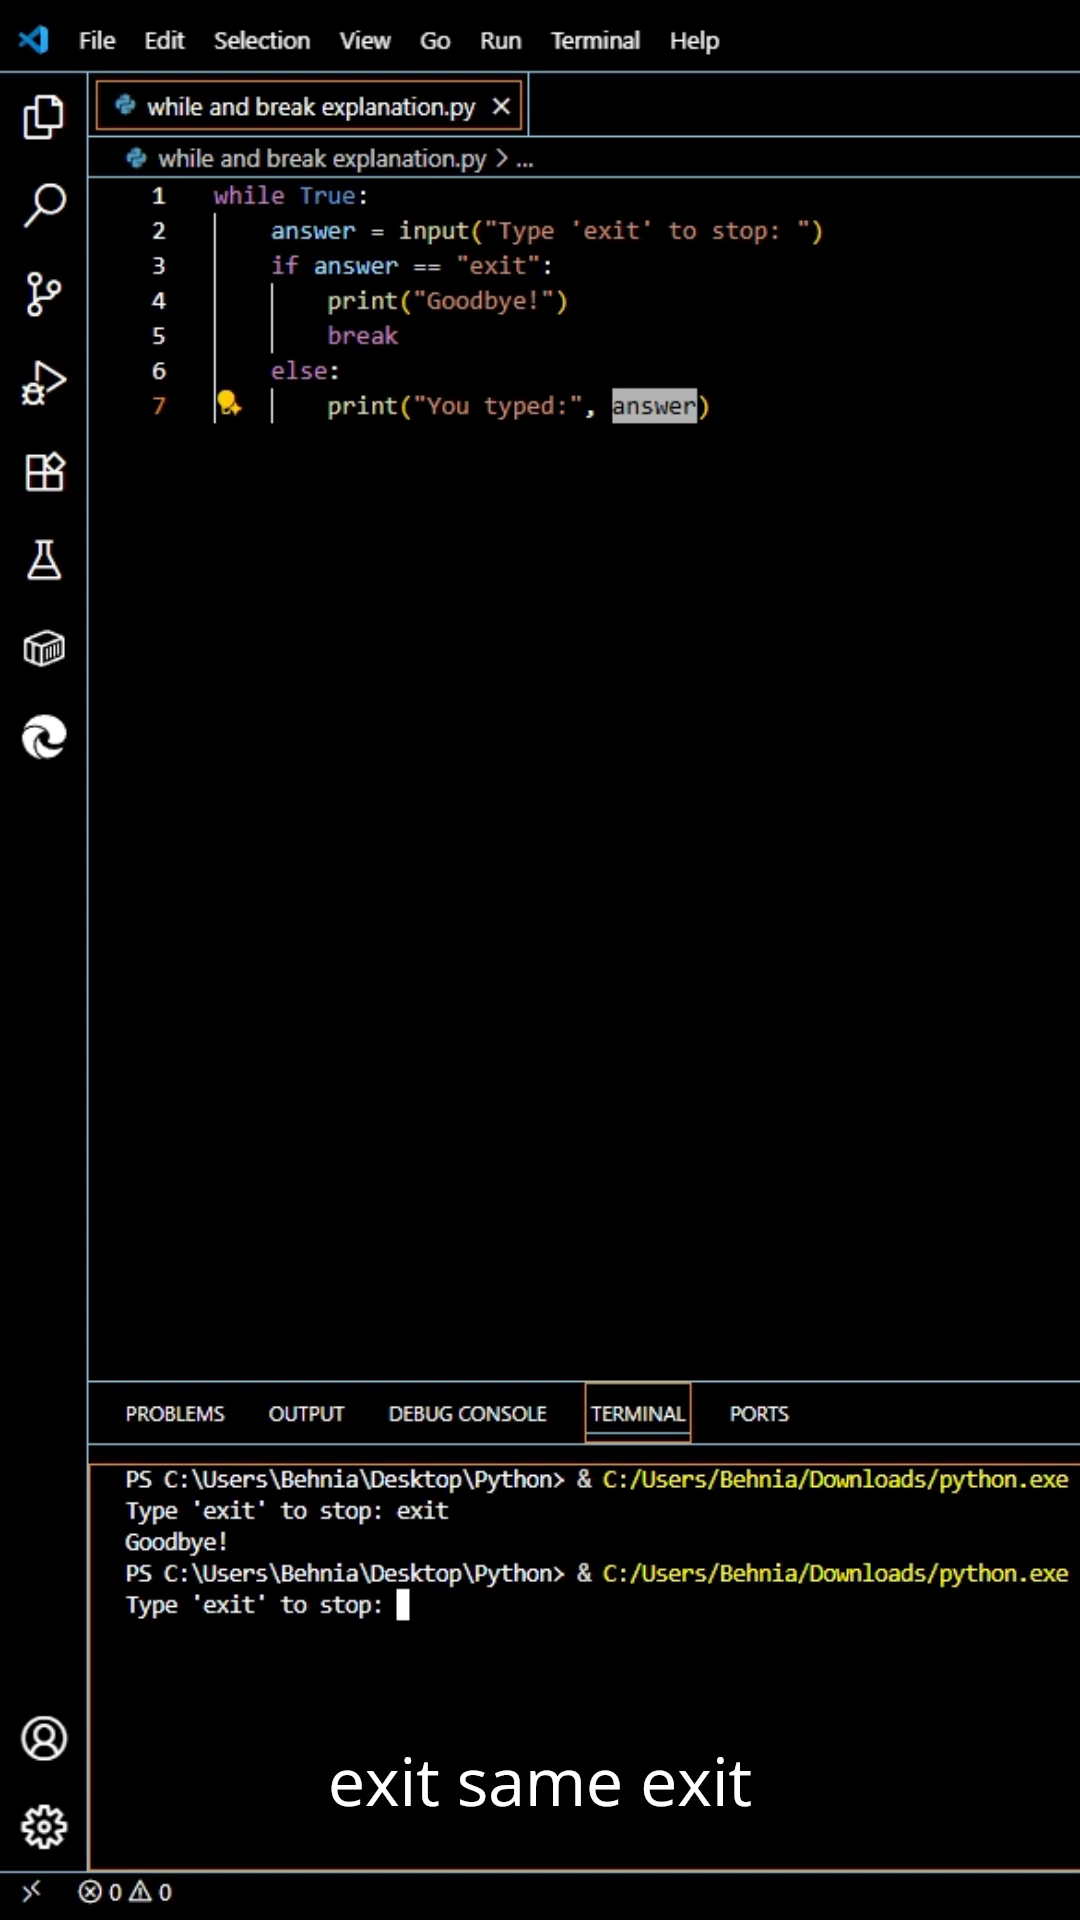 File Edit Selection View Go Run Terminal Help
while and break explanation.py
while and break explanation.py > ...
1 while True:
2     answer = input("Type 'exit' to stop: ")
3     if answer == "exit":
4         print("Goodbye!")
5         break
6     else:
7         print("You typed:", answer)
PROBLEMS OUTPUT DEBUG CONSOLE TERMINAL PORTS
PS C:\Users\Behnia\Desktop\Python> & C:/Users/Behnia/Downloads/python.exe
Type 'exit' to stop: exit
Goodbye!
PS C:\Users\Behnia\Desktop\Python> & C:/Users/Behnia/Downloads/python.exe
Type 'exit' to stop:
exit same exit
0 0